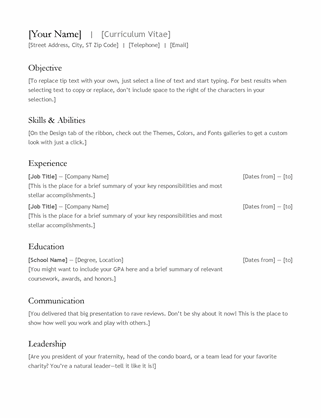 [Your Name] | [Curriculum Vitae]
[Street Address, City, ST Zip Code] | [Telephone] | [Email]
Objective
[To replace tip text with your own, just select a line of text and start typing. For best results when
selecting text to copy or replace, don't include space to the right of the characters in your
selection.]
Skills & Abilities
[On the Design tab of the ribbon, check out the Themes, Colors, and Fonts galleries to get a custom
look with just a click.]
Experience
[Job Title] — [Company Name] [Dates from] — [to]
[This is the place for a brief summary of your key responsibilities and most
stellar accomplishments.]
[Job Title] — [Company Name] [Dates from] — [to]
[This is the place for a brief summary of your key responsibilities and most
stellar accomplishments.]
Education
[School Name] — [Degree, Location] [Dates from] — [to]
[You might want to include your GPA here and a brief summary of relevant
coursework, awards, and honors.]
Communication
[You delivered that big presentation to rave reviews. Don't be shy about it now! This is the place to
show how well you work and play with others.]
Leadership
[Are you president of your fraternity, head of the condo board, or a team lead for your favorite
charity? You're a natural leader—tell it like it is!]